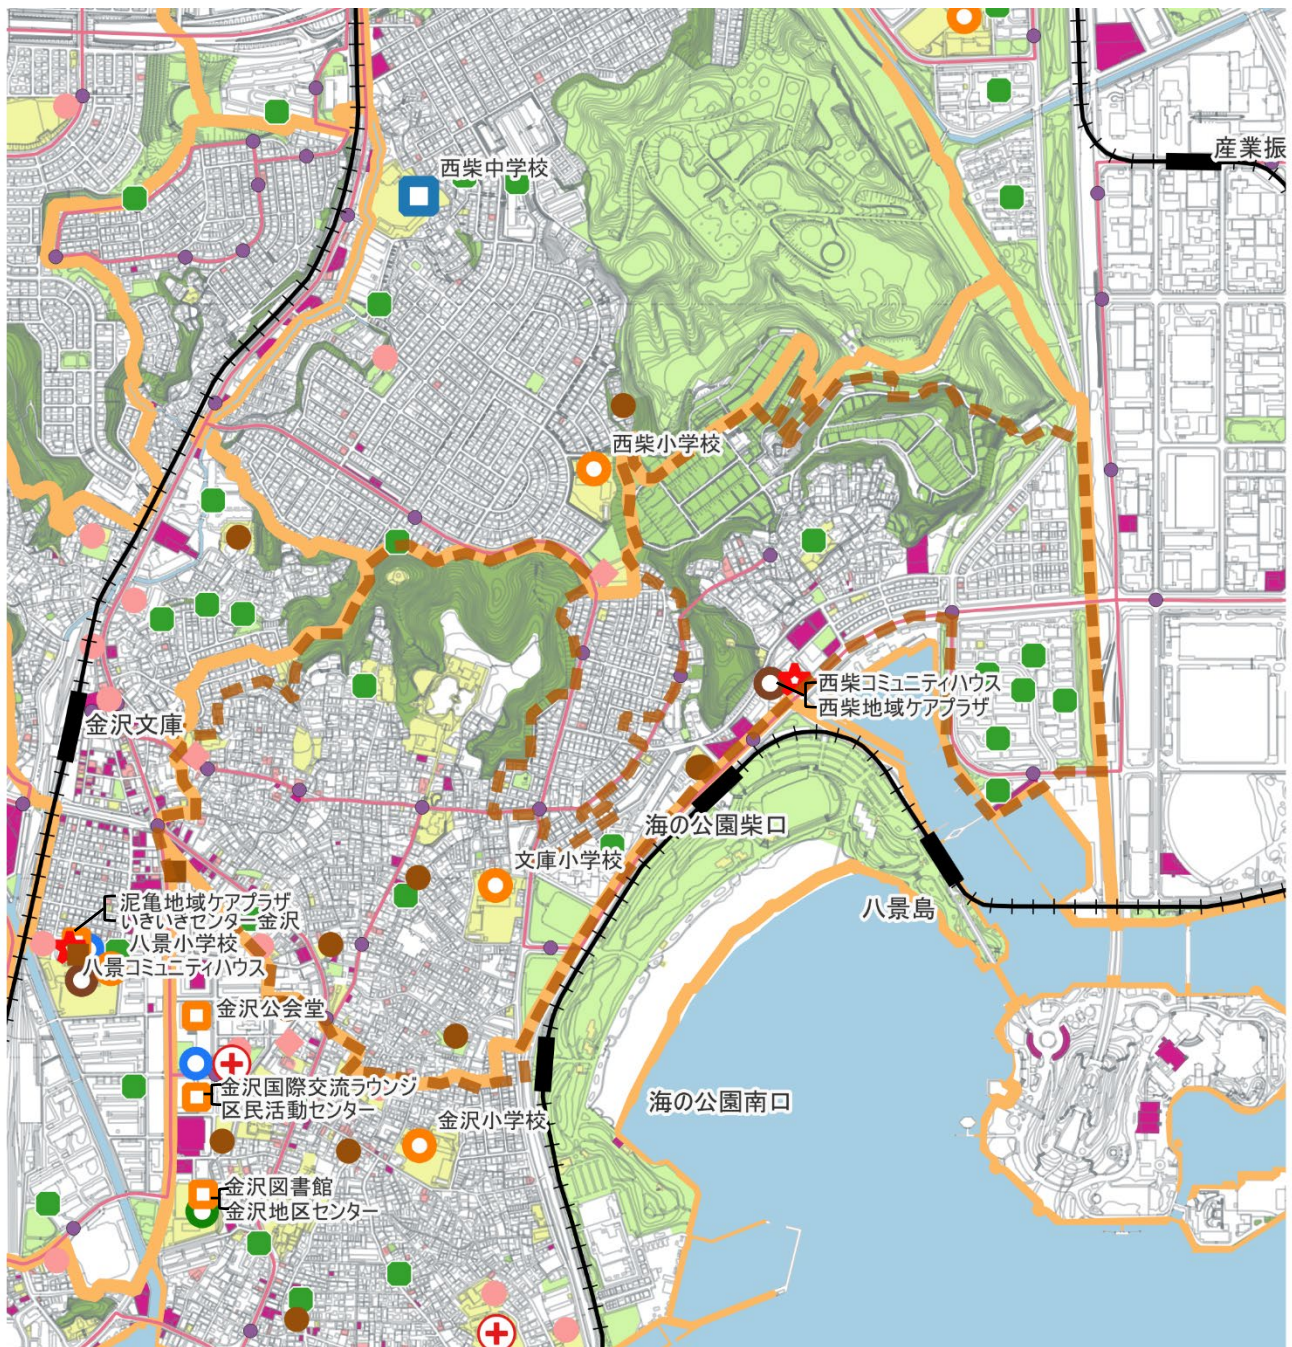 産業振
西柴中学校
西柴小学校
西柴コミュニティハウス
西柴地域ケアプラザ
金沢文庫
海の公園柴口
文庫小学校
八景島
泥亀地域ケアプラザ
いきいきセンター金沢
八景小学校
八景コミュニティハウス
金沢公会堂
金沢国際交流ラウンジ
区民活動センター
海の公園南口
金沢小学校
金沢図書館
金沢地区センター